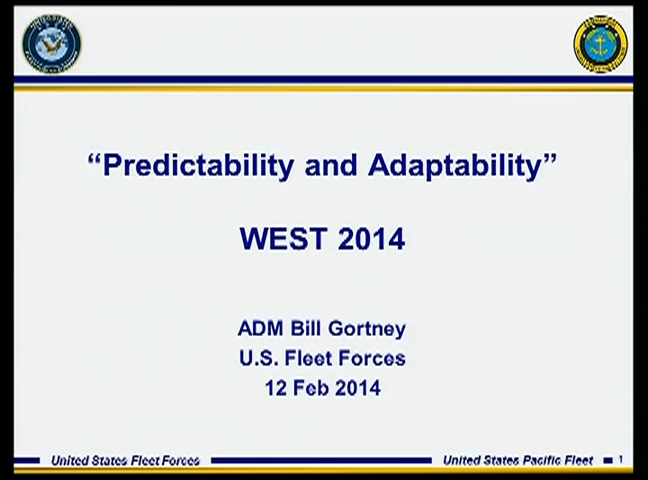 “Predictability and Adaptability”
WEST 2014
ADM Bill Gortney
U.S. Fleet Forces
12 Feb 2014
United States Fleet Forces
United States Pacific Fleet
1